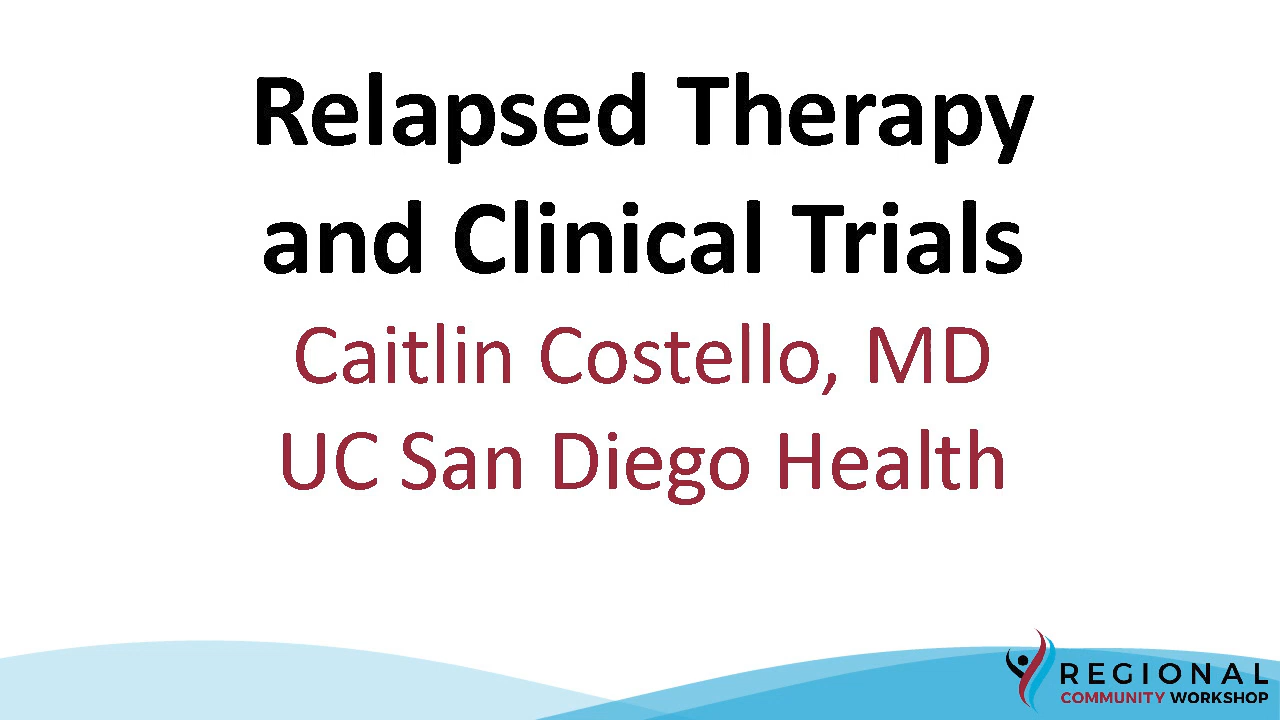 Relapsed Therapy
and Clinical Trials
Caitlin Costello, MD
UC San Diego Health
REGIONAL
COMMUNITY WORKSHOP